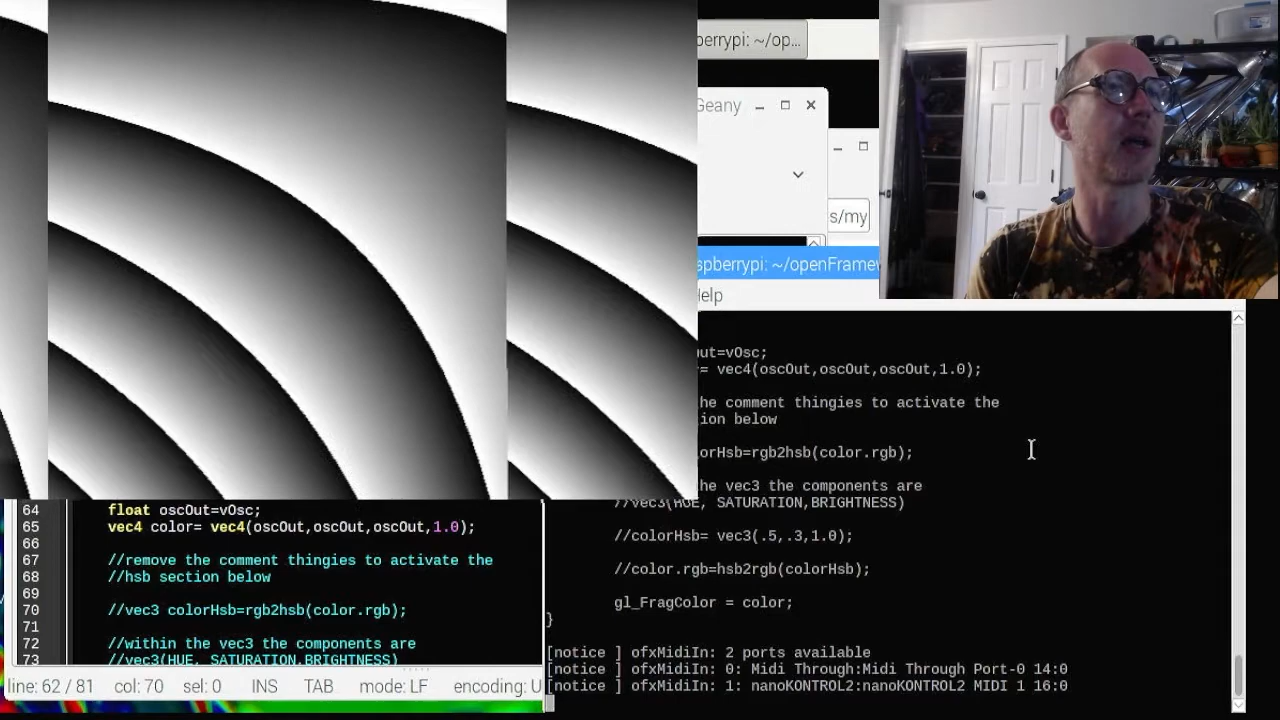 berrypi: ~/op...
Geany
s/my
spberrypi: ~/openFramew
Help
ut=vOsc;
= vec4(oscOut,oscOut,oscOut,1.0);
he comment thingies to activate the
ion below
orHsb=rgb2hsb(color.rgb);
the vec3 the components are
//vec3(HUE, SATURATION,BRIGHTNESS)
//colorHsb= vec3(.5,.3,1.0);
//color.rgb=hsb2rgb(colorHsb);
gl_FragColor = color;
}
[notice ] ofxMidiIn: 2 ports available
[notice ] ofxMidiIn: 0: Midi Through:Midi Through Port-0 14:0
[notice ] ofxMidiIn: 1: nanoKONTROL2:nanoKONTROL2 MIDI 1 16:0
64 float oscOut=vOsc;
65 vec4 color= vec4(oscOut,oscOut,oscOut,1.0);
66
67 //remove the comment thingies to activate the
68 //hsb section below
69
70 //vec3 colorHsb=rgb2hsb(color.rgb);
71
72 //within the vec3 the components are
73 //vec3(HUE, SATURATION,BRIGHTNESS)
line: 62 / 81 col: 70 sel: 0 INS TAB mode: LF encoding: U